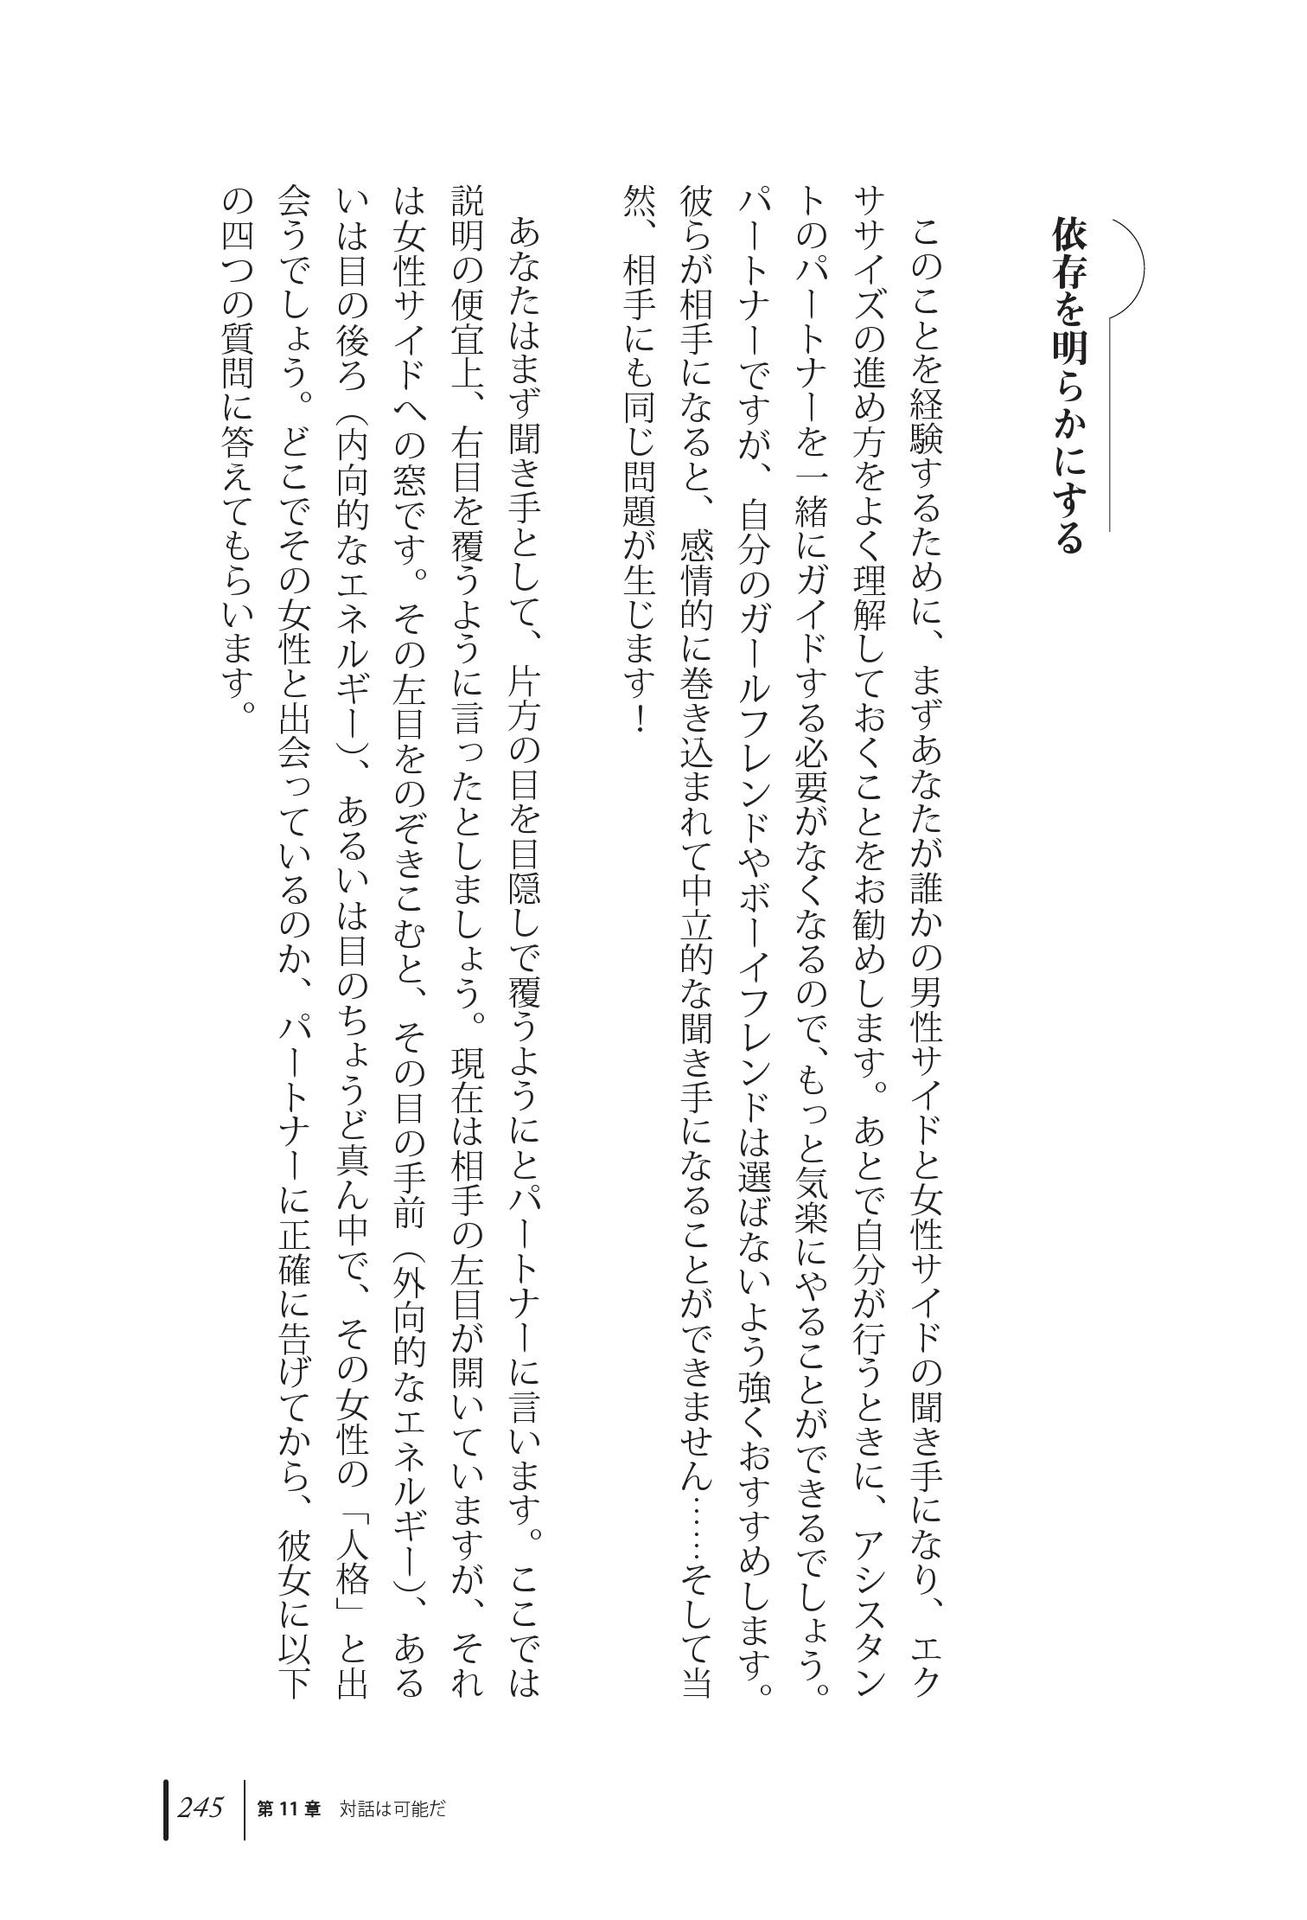 依存を明らかにする
このことを経験するために、まずあなたが誰かの男性サイドと女性サイドの聞き手になり、エク
ササイズの進め方をよく理解しておくことをお勧めします。あとで自分が行うときに、アシスタン
トのパートナーを一緒にガイドする必要がなくなるので、もっと気楽にやることができるでしょう。
パートナーですが、自分のガールフレンドやボーイフレンドは選ばないよう強くおすすめします。
彼らが相手になると、感情的に巻き込まれて中立的な聞き手になることができません……そして当
然、相手にも同じ問題が生じます！
あなたはまず聞き手として、片方の目を目隠しで覆うようにとパートナーに言います。ここでは
説明の便宜上、右目を覆うように言ったとしましょう。現在は相手の左目が開いていますが、それ
は女性サイドへの窓です。その左目をのぞきこむと、その目の手前（外向的なエネルギー）、ある
いは目の後ろ（内向的なエネルギー）、あるいは目のちょうど真ん中で、その女性の「人格」と出
会うでしょう。どこでその女性と出会っているのか、パートナーに正確に告げてから、彼女に以下
の四つの質問に答えてもらいます。
245 第11章 対話は可能だ